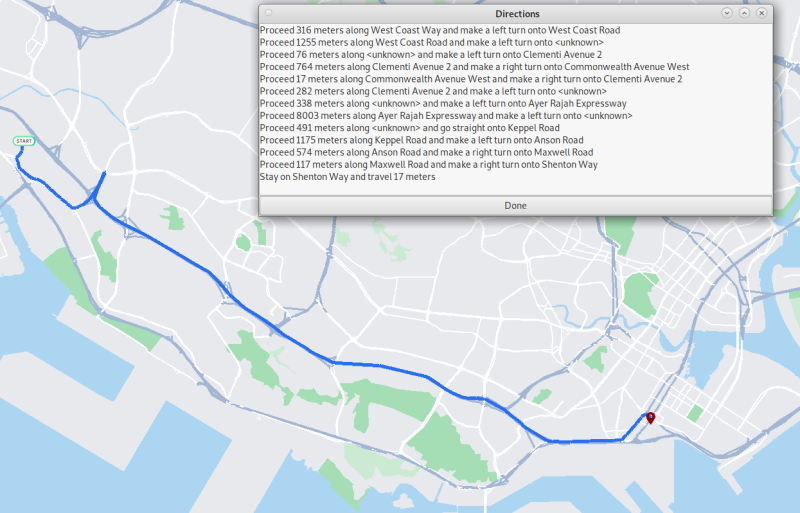 Directions
Proceed 316 meters along West Coast Way and make a left turn onto West Coast Road
Proceed 1255 meters along West Coast Road and make a left turn onto <unknown>
Proceed 76 meters along <unknown> and make a left turn onto Clementi Avenue 2
Proceed 764 meters along Clementi Avenue 2 and make a right turn onto Commonwealth Avenue West
Proceed 17 meters along Commonwealth Avenue West and make a right turn onto Clementi Avenue 2
Proceed 282 meters along Clementi Avenue 2 and make a left turn onto <unknown>
Proceed 338 meters along <unknown> and make a left turn onto Ayer Rajah Expressway
Proceed 8003 meters along Ayer Rajah Expressway and make a left turn onto <unknown>
Proceed 491 meters along <unknown> and go straight onto Keppel Road
Proceed 1175 meters along Keppel Road and make a left turn onto Anson Road
Proceed 574 meters along Anson Road and make a right turn onto Maxwell Road
Proceed 117 meters along Maxwell Road and make a right turn onto Shenton Way
Stay on Shenton Way and travel 17 meters
Done
START